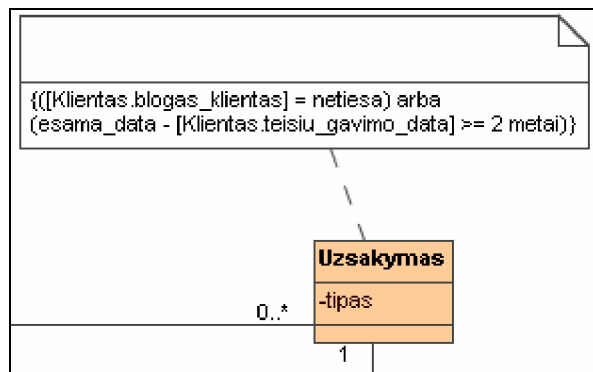 {([Klientas.blogas_klientas] = netiesa) arba
(esama_data - [Klientas.teisiu_gavimo_data] >= 2 metai)}
Uzsakymas
-tipas
0..*
1